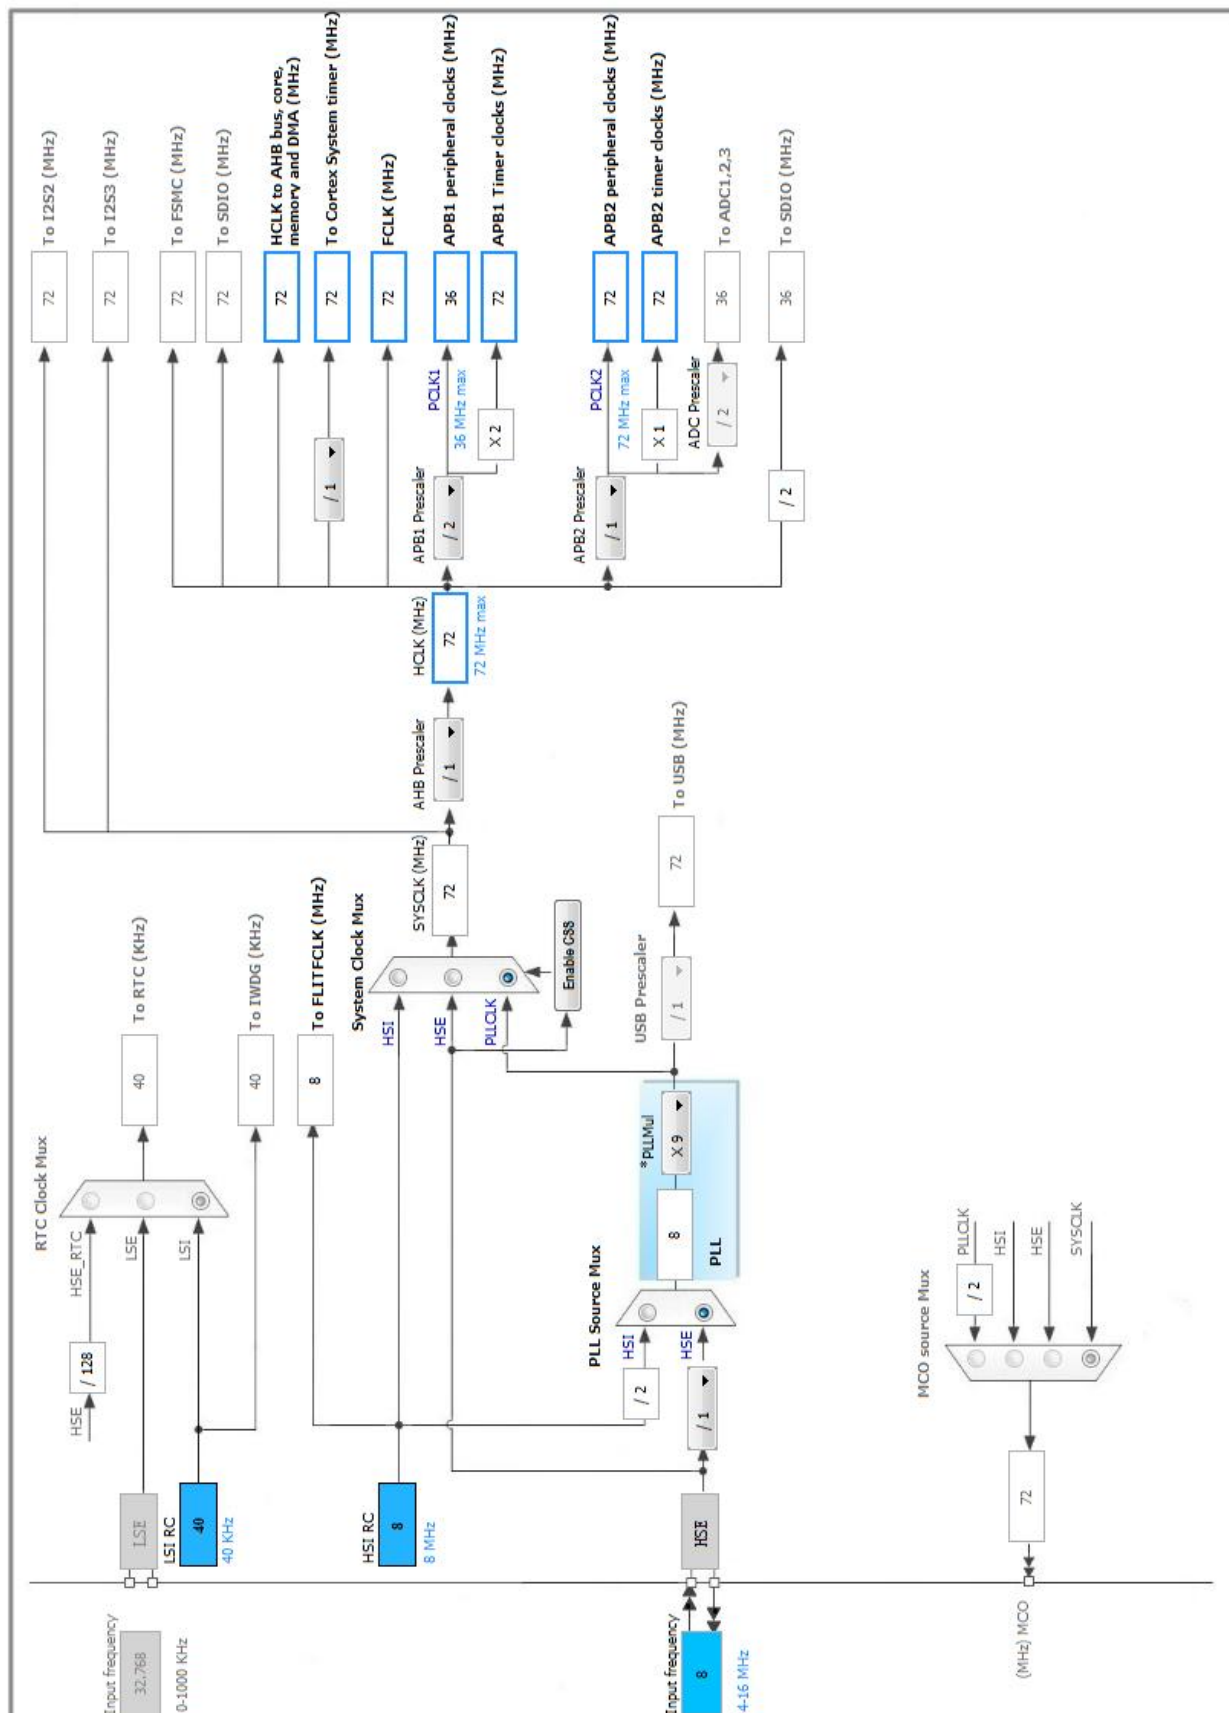 Input frequency
32.768
0-1000 KHz
LSE
LSI RC
40
40 KHz
HSE
/ 128
HSE_RTC
LSE
LSI
RTC Clock Mux
40
To RTC (KHz)
40
To IWDG (KHz)
HSI RC
8
8 MHz
8
To FLITFCLK (MHz)
System Clock Mux
HSI
HSE
PLLCLK
Enable CSS
SYSCLK (MHz)
72
AHB Prescaler
/ 1
HCLK (MHz)
72
72 MHz max
72
To I2S2 (MHz)
72
To I2S3 (MHz)
72
To FSMC (MHz)
72
To SDIO (MHz)
72
HCLK to AHB bus, core,
memory and DMA (MHz)
/ 1
72
To Cortex System timer (MHz)
72
FCLK (MHz)
APB1 Prescaler
/ 2
PCLK1
36 MHz max
36
APB1 peripheral clocks (MHz)
X 2
72
APB1 Timer clocks (MHz)
APB2 Prescaler
/ 1
PCLK2
72 MHz max
72
APB2 peripheral clocks (MHz)
X 1
72
APB2 timer clocks (MHz)
ADC Prescaler
/ 2
36
To ADC1,2,3
/ 2
36
To SDIO (MHz)
Input frequency
8
4-16 MHz
HSE
/ 1
/ 2
PLL Source Mux
HSI
HSE
8
*PLLMul
X 9
PLL
USB Prescaler
/ 1
72
To USB (MHz)
(MHz) MCO
72
MCO source Mux
/ 2
PLLCLK
HSI
HSE
SYSCLK